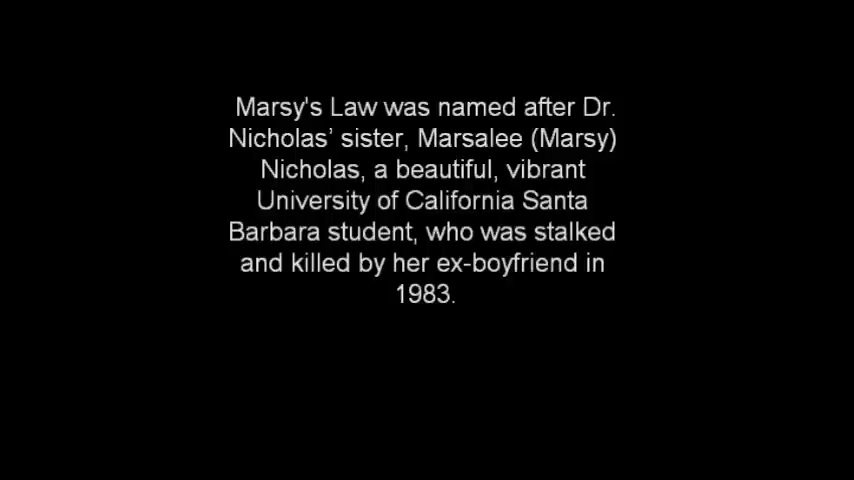 Marsy's Law was named after Dr.
Nicholas’ sister, Marsalee (Marsy)
Nicholas, a beautiful, vibrant
University of California Santa
Barbara student, who was stalked
and killed by her ex-boyfriend in
1983.